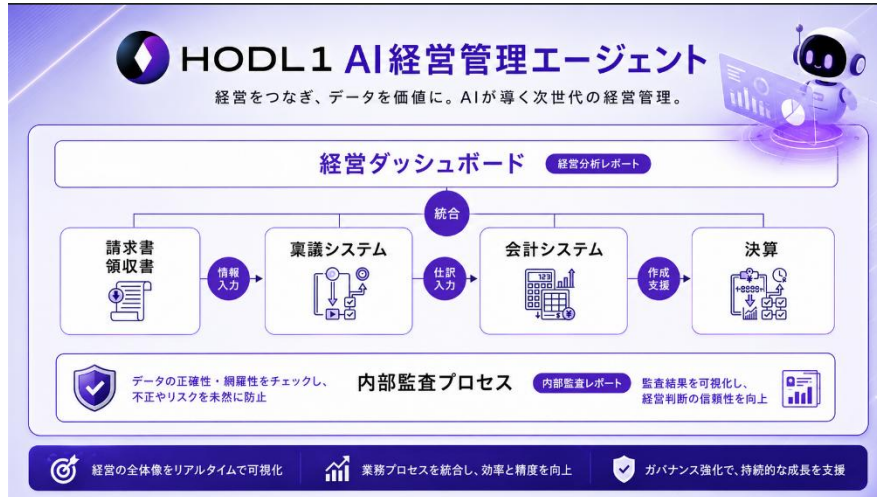 HODL1 AI経営管理エージェント
経営をつなぎ、データを価値に。AIが導く次世代の経営管理。
経営ダッシュボード
経営分析レポート
統合
請求書
領収書
情報
入力
稟議システム
仕訳
入力
会計システム
123
作成
支援
決算
データの正確性・網羅性をチェックし、
不正やリスクを未然に防止
内部監査プロセス
内部監査レポート
監査結果を可視化し、
経営判断の信頼性を向上
経営の全体像をリアルタイムで可視化
業務プロセスを統合し、効率と精度を向上
ガバナンス強化で、持続的な成長を支援